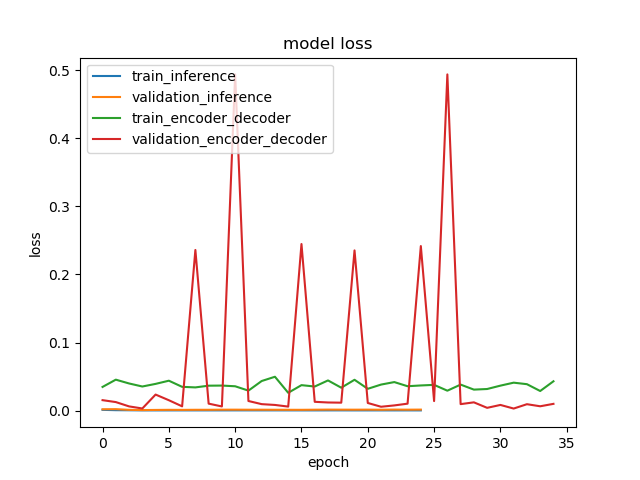 model loss
train_inference
validation_inference
train_encoder_decoder
validation_encoder_decoder
0.5
0.4
0.3
0.2
0.1
0.0
loss
0 5 10 15 20 25 30 35
epoch